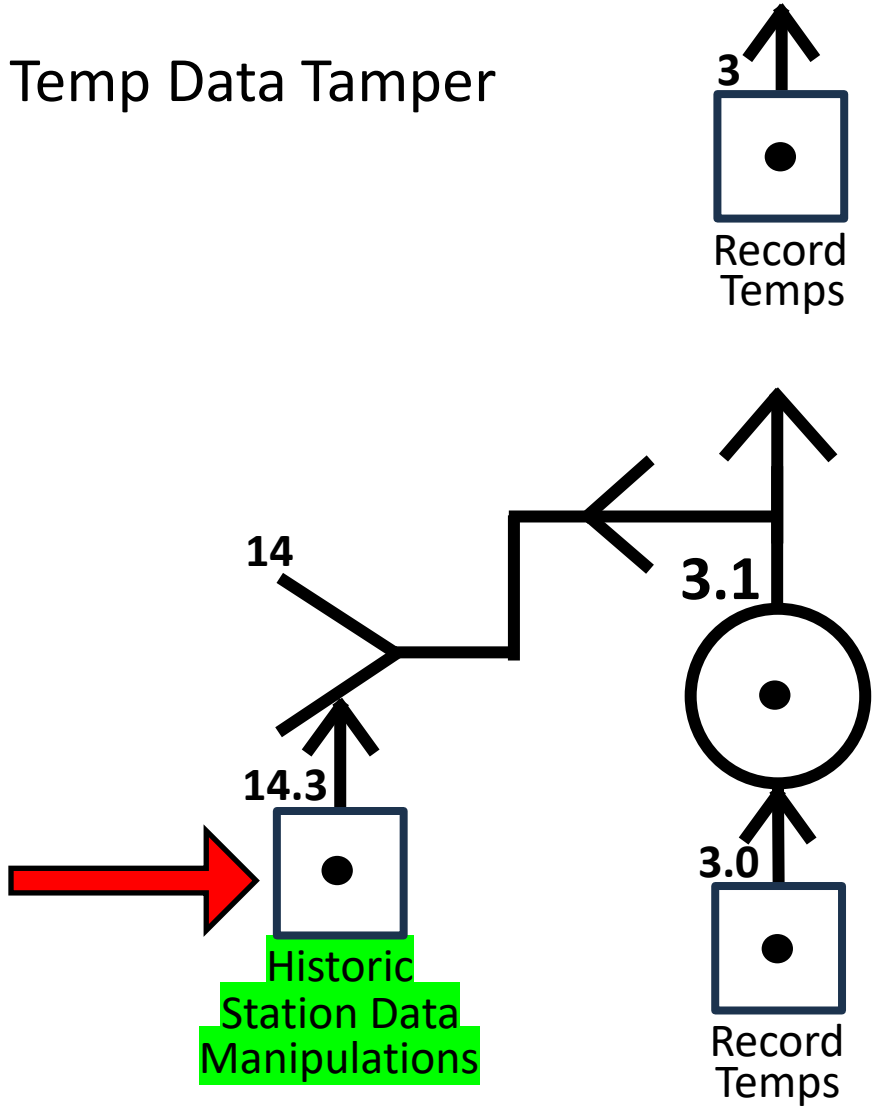 Temp Data Tamper
3
Record
Temps
14
3.1
14.3
3.0
Historic
Station Data
Manipulations
Record
Temps